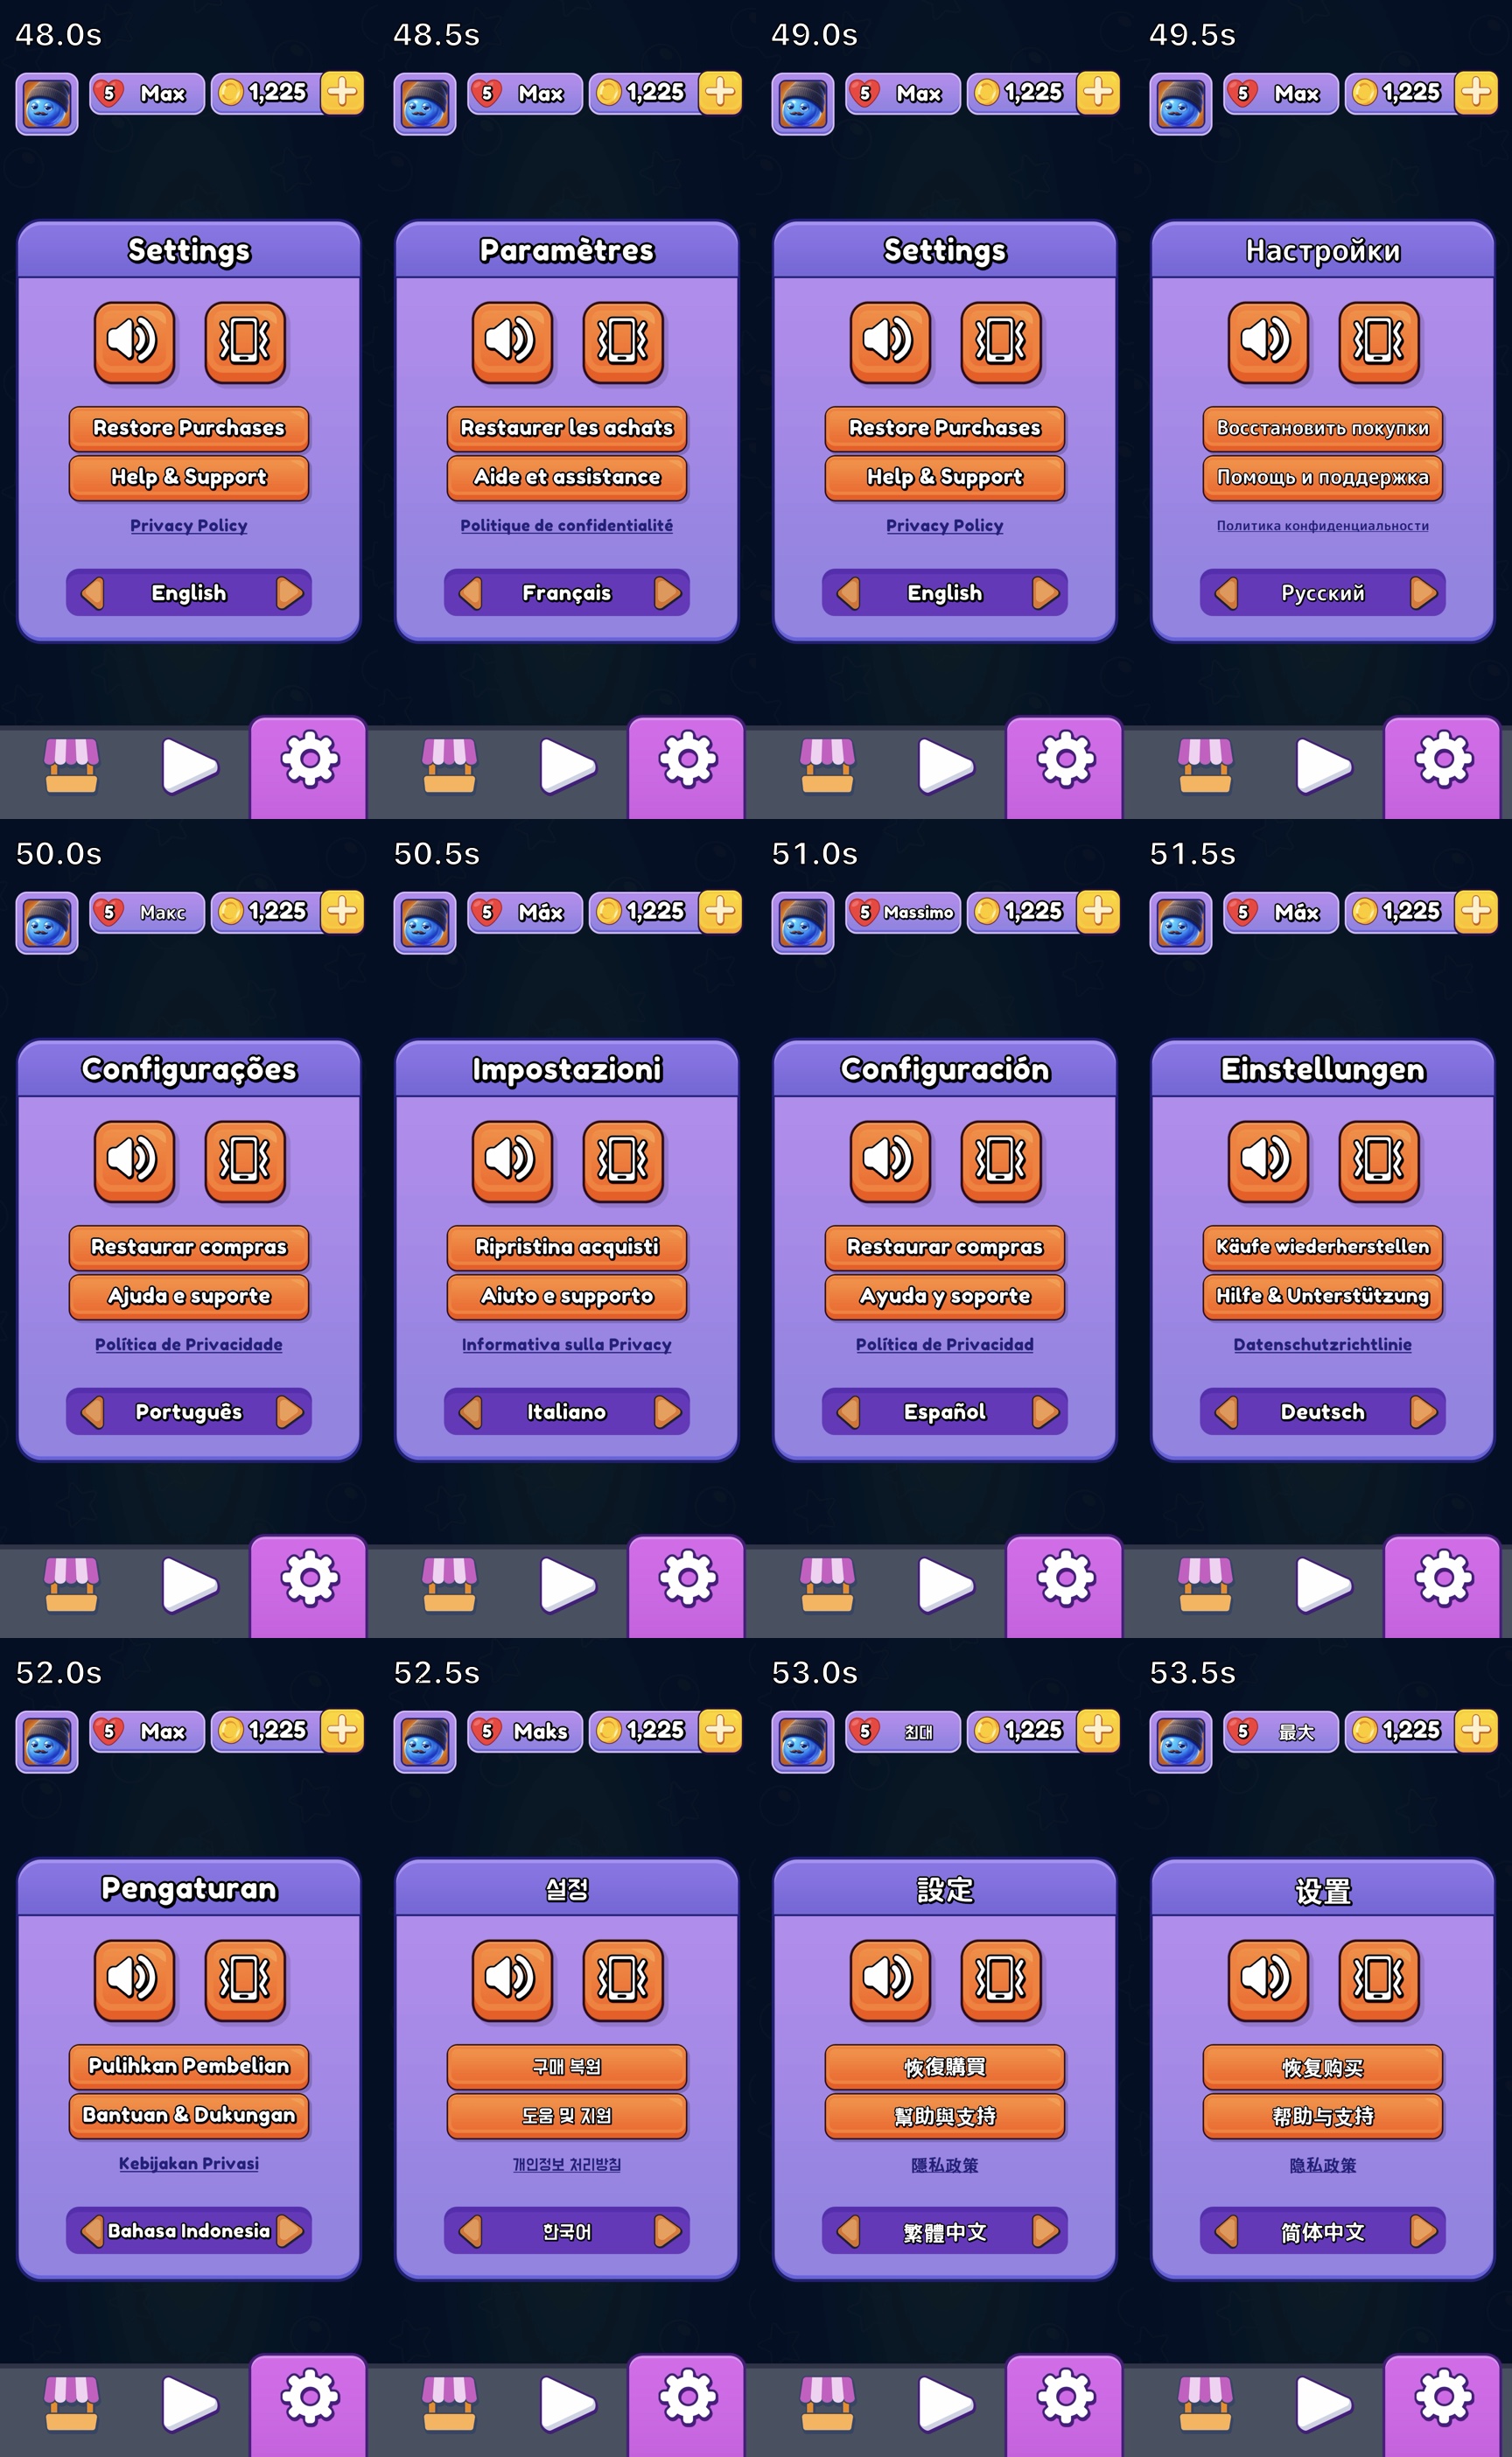 48.0s
5 Max 1,225
Settings
Restore Purchases
Help & Support
Privacy Policy
English
48.5s
5 Max 1,225
Paramètres
Restaurer les achats
Aide et assistance
Politique de confidentialité
Français
49.0s
5 Max 1,225
Settings
Restore Purchases
Help & Support
Privacy Policy
English
49.5s
5 Max 1,225
Настройки
Восстановить покупки
Помощь и поддержка
Политика конфиденциальности
Русский
50.0s
5 Макс 1,225
Configurações
Restaurar compras
Ajuda e suporte
Política de Privacidade
Português
50.5s
5 Máx 1,225
Impostazioni
Ripristina acquisti
Aiuto e supporto
Informativa sulla Privacy
Italiano
51.0s
5 Massimo 1,225
Configuración
Restaurar compras
Ayuda y soporte
Política de Privacidad
Español
51.5s
5 Máx 1,225
Einstellungen
Käufe wiederherstellen
Hilfe & Unterstützung
Datenschutzrichtlinie
Deutsch
52.0s
5 Max 1,225
Pengaturan
Pulihkan Pembelian
Bantuan & Dukungan
Kebijakan Privasi
Bahasa Indonesia
52.5s
5 Maks 1,225
설정
구매 복원
도움 및 지원
개인정보 처리방침
한국어
53.0s
5 최대 1,225
設定
恢復購買
幫助與支持
隱私政策
繁體中文
53.5s
5 最大 1,225
设置
恢复购买
帮助与支持
隐私政策
简体中文